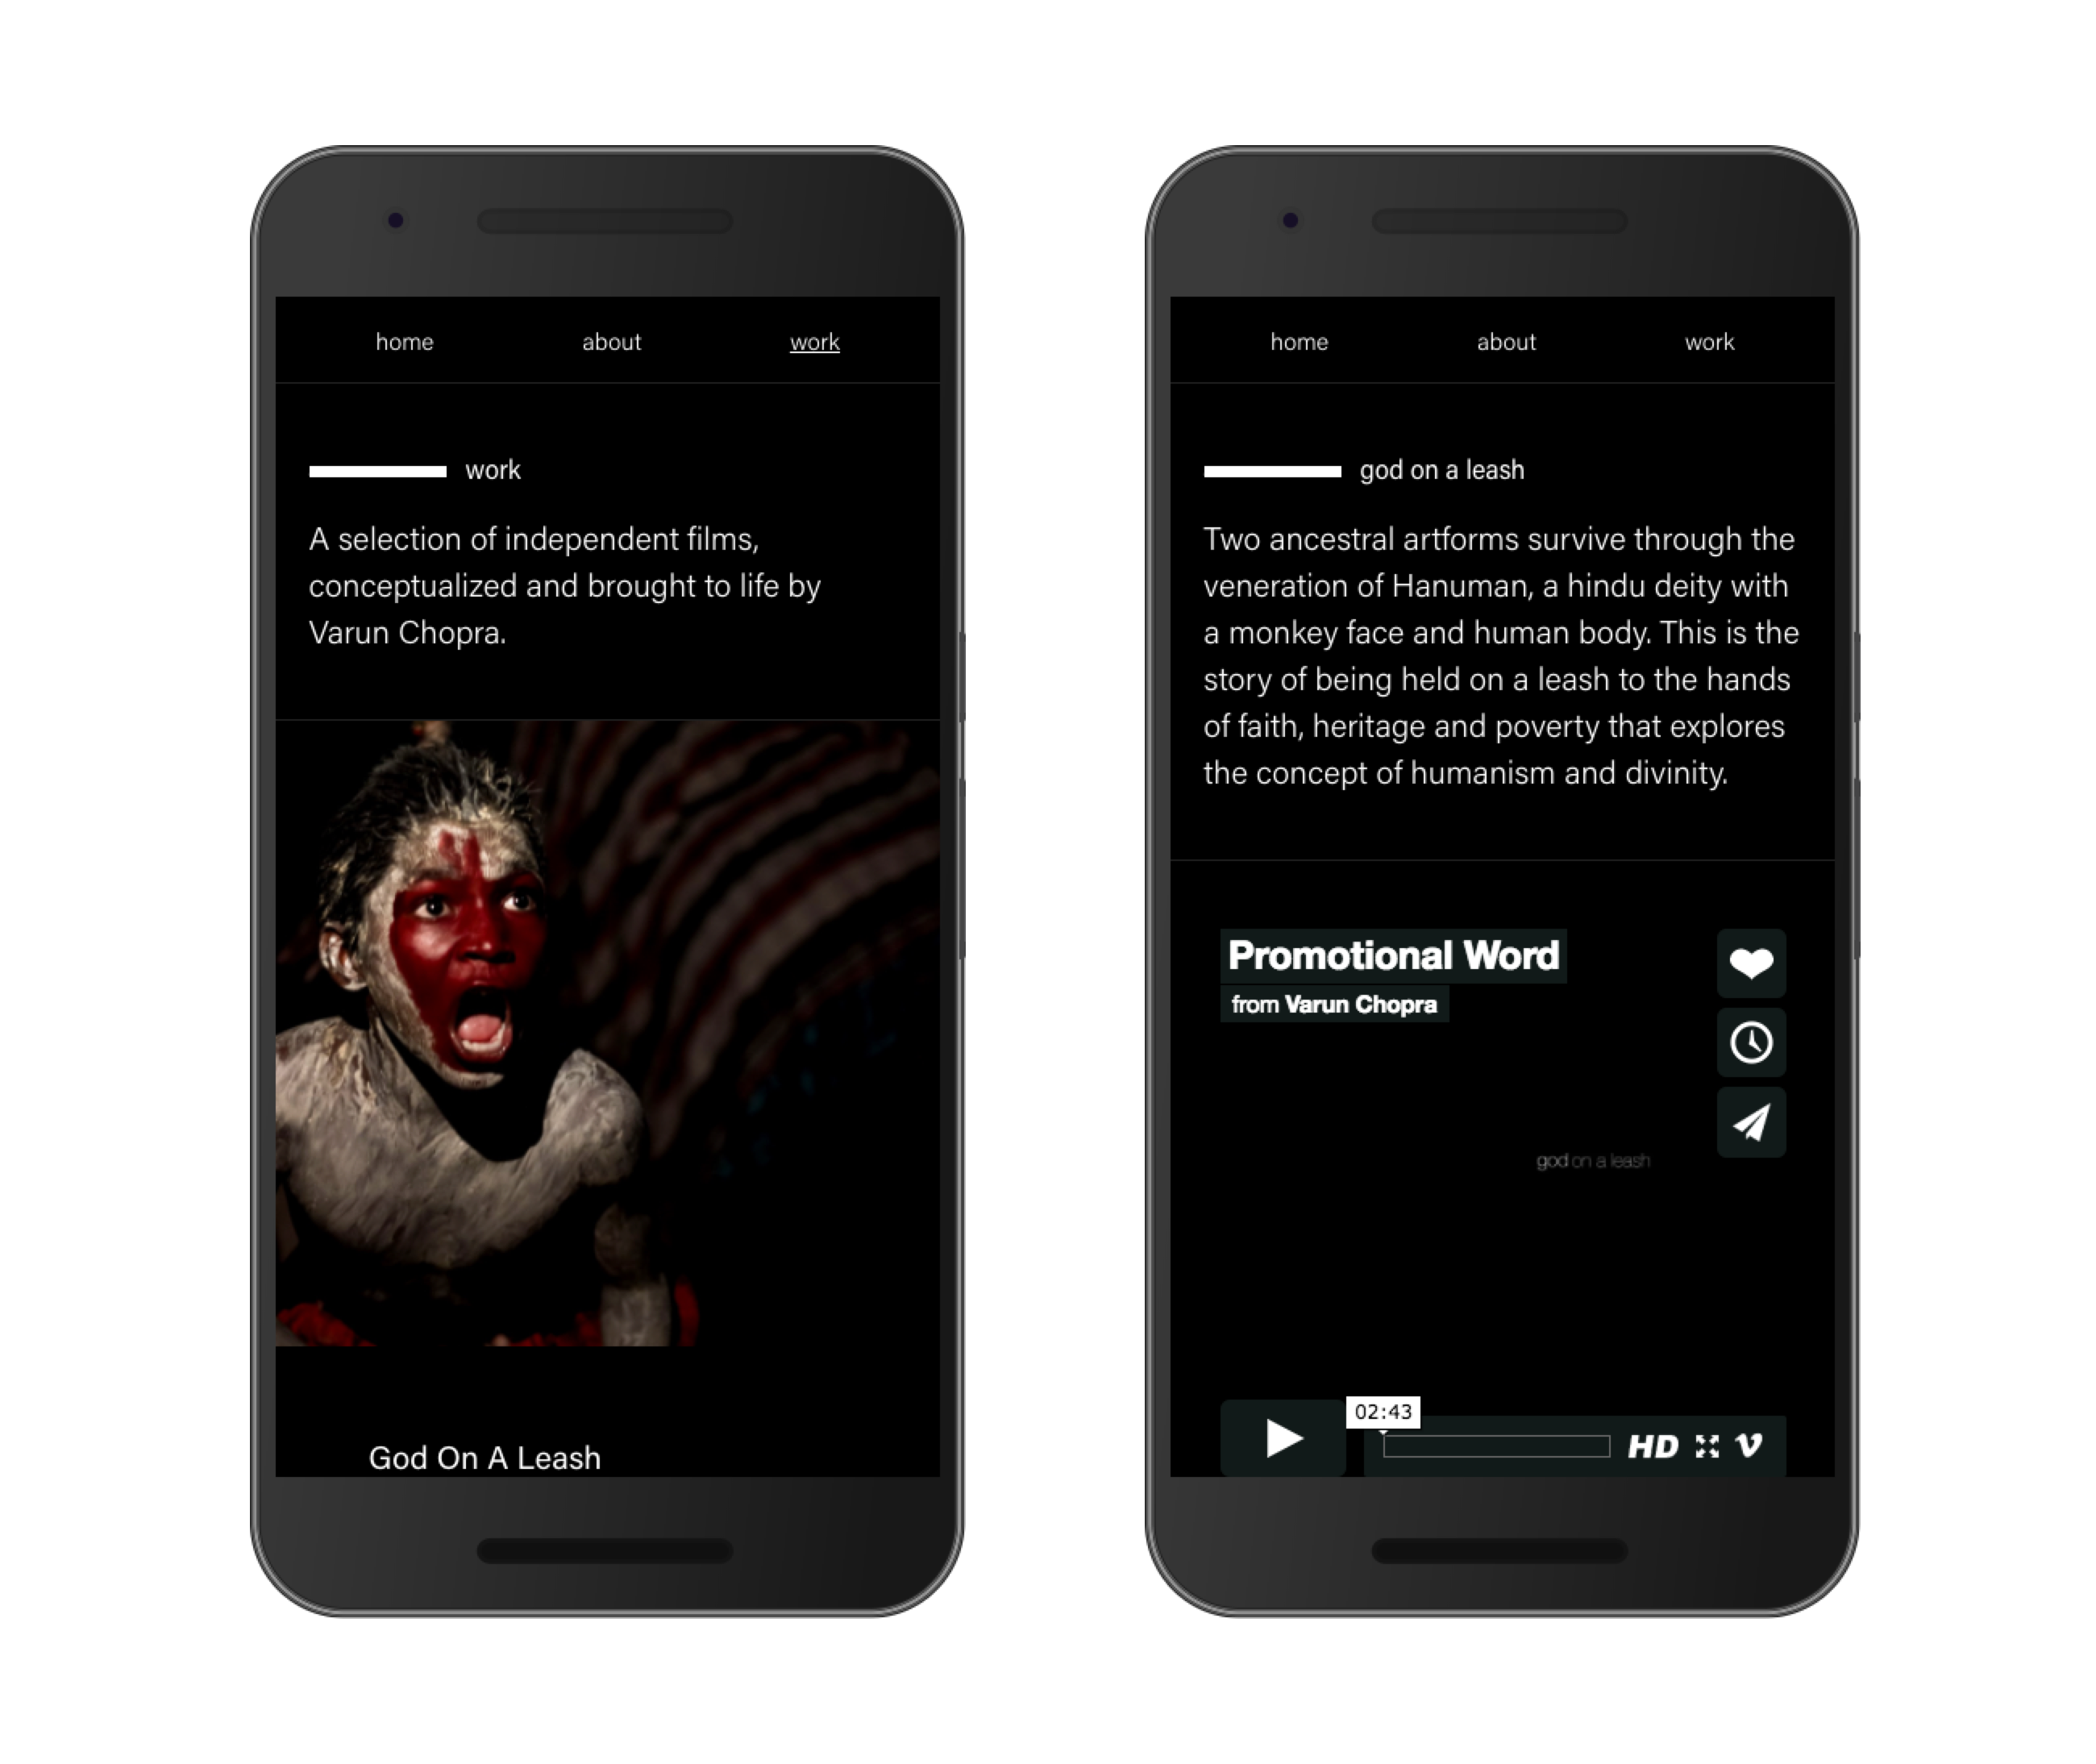 home about work
work
A selection of independent films,
conceptualized and brought to life by
Varun Chopra.
God On A Leash
home about work
god on a leash
Two ancestral artforms survive through the
veneration of Hanuman, a hindu deity with
a monkey face and human body. This is the
story of being held on a leash to the hands
of faith, heritage and poverty that explores
the concept of humanism and divinity.
Promotional Word
from Varun Chopra
god on a leash
02:43
HD